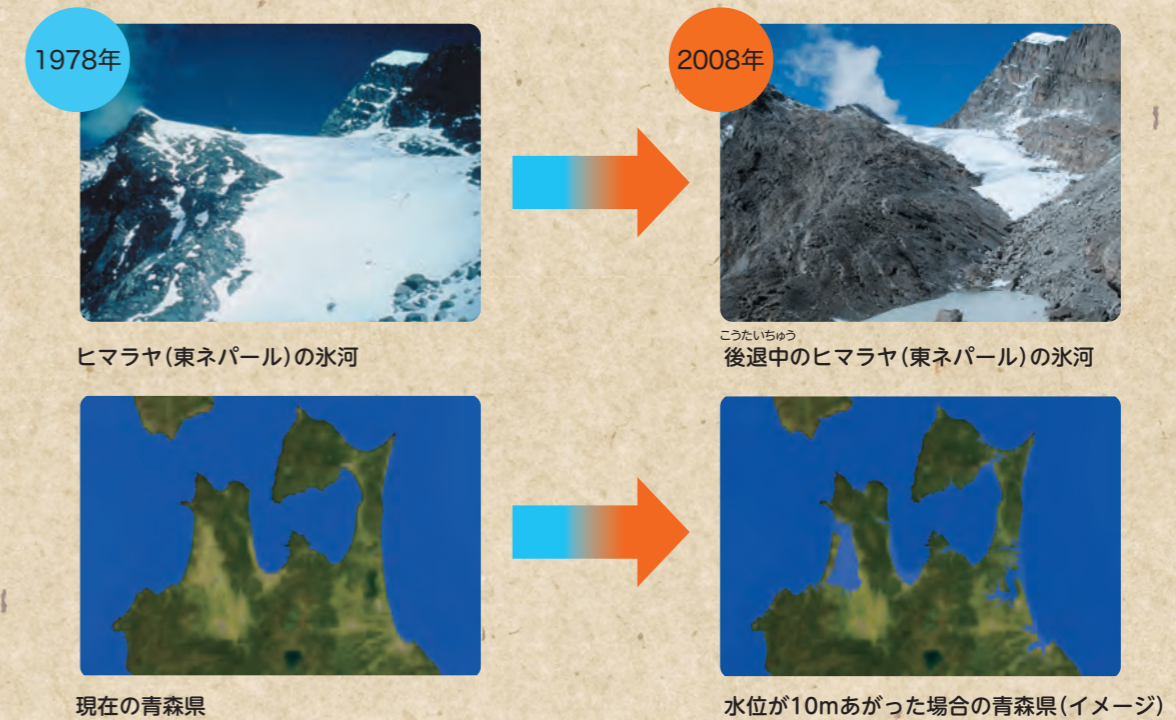 1978年
2008年
ヒマラヤ(東ネパール)の氷河
こうたいちゅう
後退中のヒマラヤ(東ネパール)の氷河
現在の青森県
水位が10mあがった場合の青森県(イメージ)